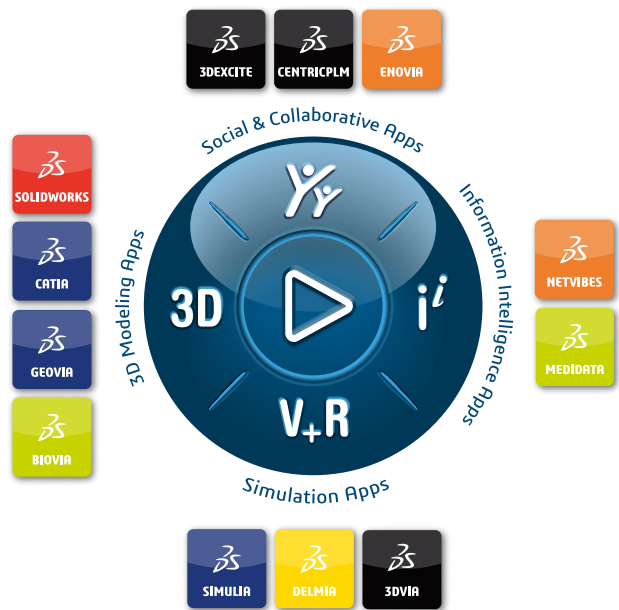 3DEXCITE
CENTRICPLM
ENOVIA
Social & Collaborative Apps
SOLIDWORKS
CATIA
GEOVIA
BIOVIA
3D Modeling Apps
3D
iⁱ
V+R
Information Intelligence Apps
NETVIBES
MEDIDATA
Simulation Apps
SIMULIA
DELMIA
3DVIA